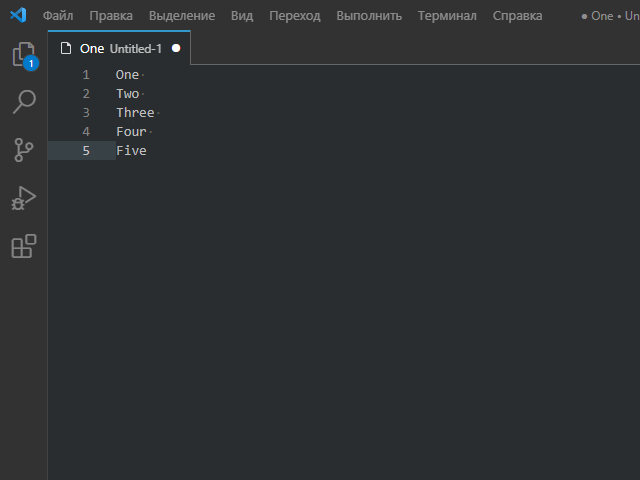 Файл Правка Выделение Вид Переход Выполнить Терминал Справка ● One • Un
One Untitled-1
1
1 One
2 Two
3 Three
4 Four
5 Five